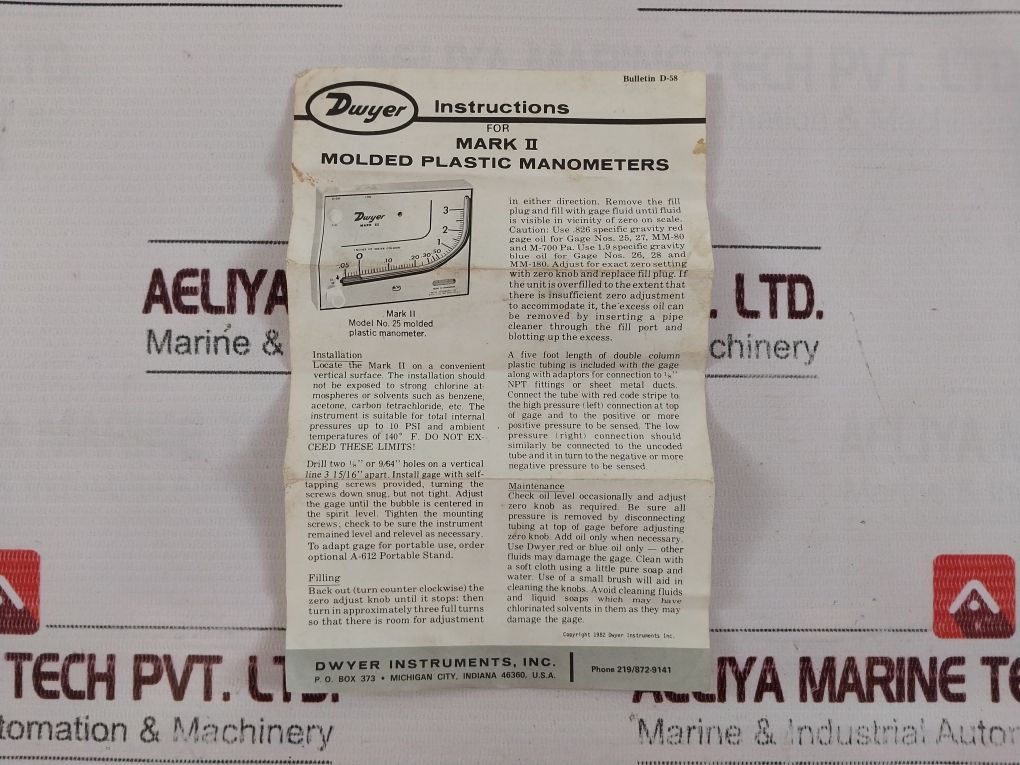 Bulletin D-58
Dwyer
Instructions
FOR
MARK II
MOLDED PLASTIC MANOMETERS
Dwyer
MARK II
3
2
1
.05 0 .10 .20 .30 .50
Mark II
Model No. 25 molded
plastic manometer.
Installation
Locate the Mark II on a convenient
vertical surface. The installation should
not be exposed to strong chlorine at-
mospheres or solvents such as benzene,
acetone, carbon tetrachloride, etc. The
instrument is suitable for total internal
pressures up to 10 PSI and ambient
temperatures of 140° F. DO NOT EX-
CEED THESE LIMITS!
Drill two ⅛" or 9/64" holes on a vertical
line 3 15/16" apart. Install gage with self-
tapping screws provided, turning the
screws down snug, but not tight. Adjust
the gage until the bubble is centered in
the spirit level. Tighten the mounting
screws; check to be sure the instrument
remained level and relevel as necessary.
To adapt gage for portable use, order
optional A-612 Portable Stand.
Filling
Back out (turn counter clockwise) the
zero adjust knob until it stops: then
turn in approximately three full turns
so that there is room for adjustment
in either direction. Remove the fill
plug and fill with gage fluid until fluid
is visible in vicinity of zero on scale.
Caution: Use .826 specific gravity red
gage oil for Gage Nos. 25, 27, MM-80
and M-700 Pa. Use 1.9 specific gravity
blue oil for Gage Nos. 26, 28 and
MM-180. Adjust for exact zero setting
with zero knob and replace fill plug. If
the unit is overfilled to the extent that
there is insufficient zero adjustment
to accommodate it, the excess oil can
be removed by inserting a pipe
cleaner through the fill port and
blotting up the excess.
A five foot length of double column
plastic tubing is included with the gage
along with adaptors for connection to ⅛"
NPT fittings or sheet metal ducts.
Connect the tube with red code stripe to
the high pressure (left) connection at top
of gage and to the positive or more
positive pressure to be sensed. The low
pressure (right) connection should
similarly be connected to the uncoded
tube and it in turn to the negative or more
negative pressure to be sensed
Maintenance
Check oil level occasionally and adjust
zero knob as required. Be sure all
pressure is removed by disconnecting
tubing at top of gage before adjusting
zero knob. Add oil only when necessary.
Use Dwyer red or blue oil only — other
fluids may damage the gage. Clean with
a soft cloth using a little pure soap and
water. Use of a small brush will aid in
cleaning the knobs. Avoid cleaning fluids
and liquid soaps which may have
chlorinated solvents in them as they may
damage the gage.
Copyright 1982 Dwyer Instruments Inc.
DWYER INSTRUMENTS, INC.
P. O. BOX 373 • MICHIGAN CITY, INDIANA 46360, U.S.A.
Phone 219/872-9141
AELIYA LTD.
Marine & chinery
TECH PVT. LTD.
tomation & Machinery
AELIYA MARINE TE
Marine & Industrial Autor